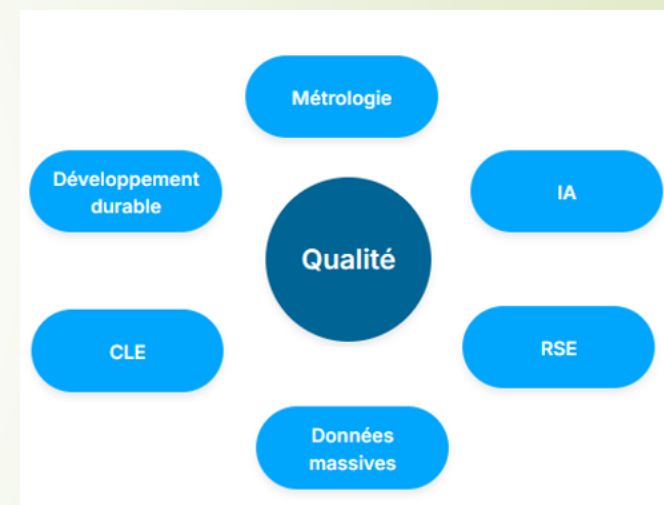 Métrologie
Développement
durable
IA
Qualité
CLE
RSE
Données
massives